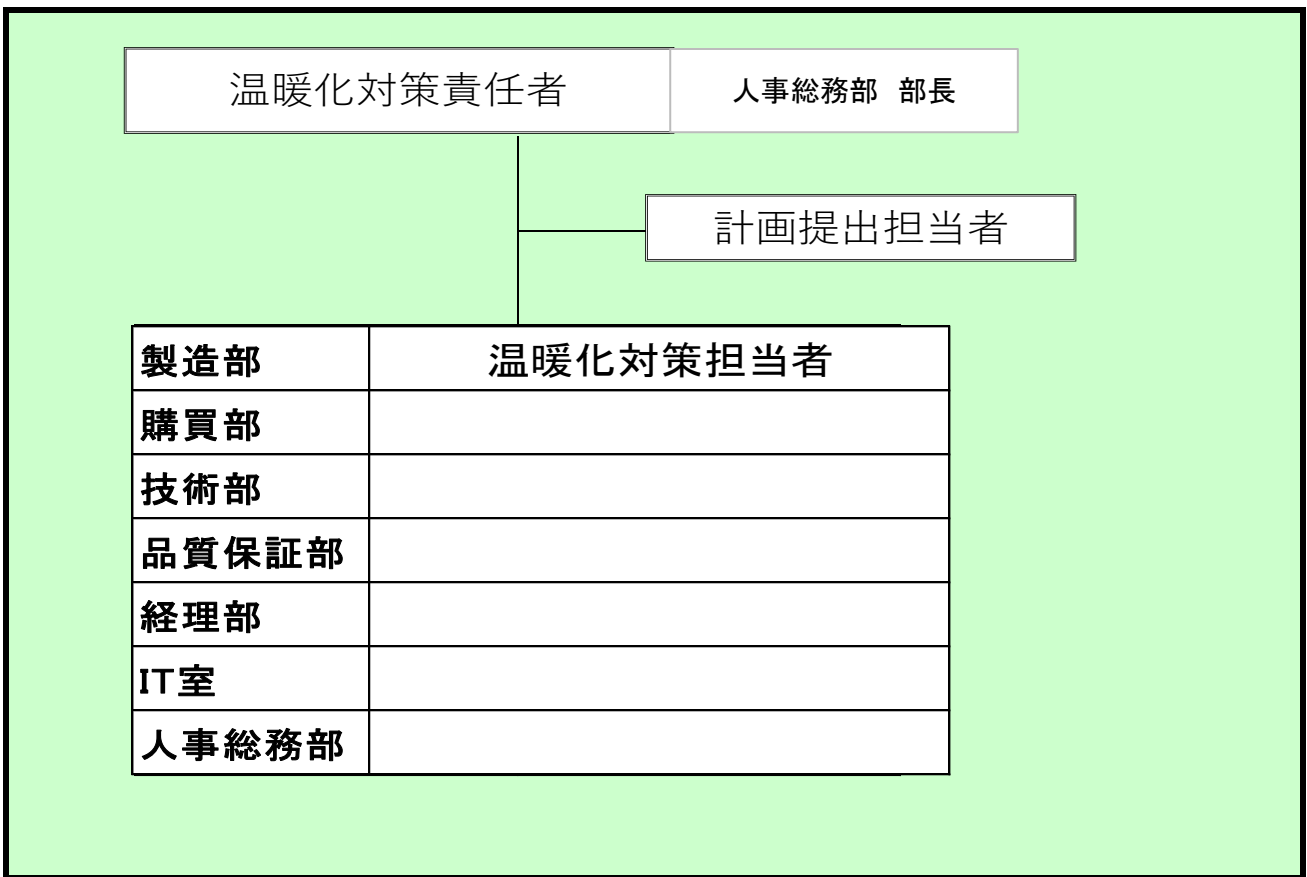 温暖化対策責任者 人事総務部 部長
計画提出担当者
製造部 温暖化対策担当者
購買部
技術部
品質保証部
経理部
IT室
人事総務部